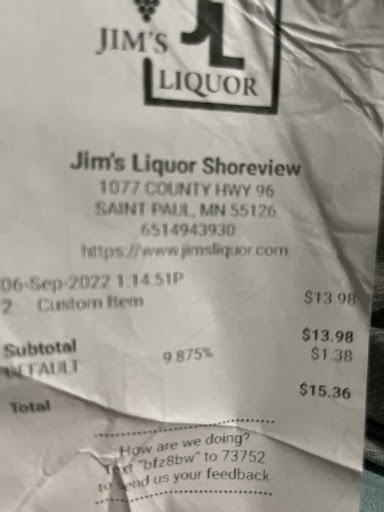 JIM'S
JL
LIQUOR
Jim's Liquor Shoreview
1077 COUNTY HWY 96
SAINT PAUL, MN 55126
6514943930
https://www.jimsliquor.com
06-Sep-2022 1:14:51P
2 Custom Item $13.98
Subtotal $13.98
DEFAULT 9.875% $1.38
Total $15.36
How are we doing?
Text "bfz8bw" to 73752
to send us your feedback